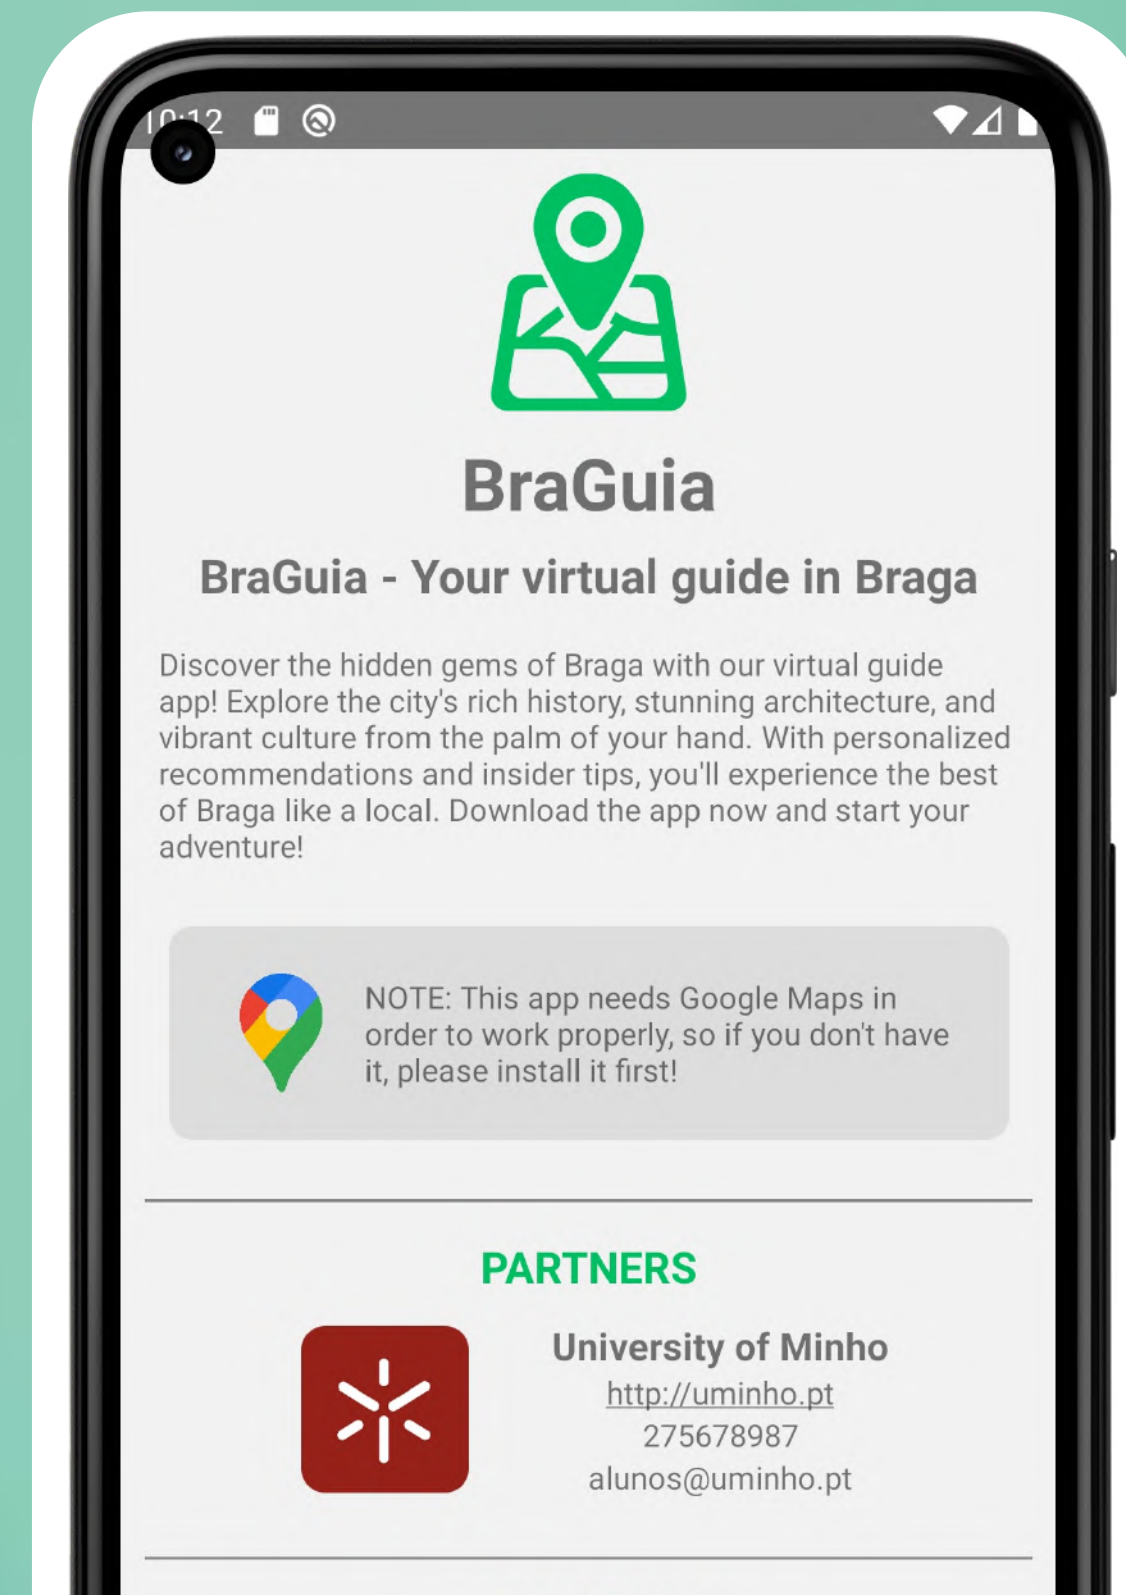 10:12
BraGuia
BraGuia - Your virtual guide in Braga
Discover the hidden gems of Braga with our virtual guide
app! Explore the city's rich history, stunning architecture, and
vibrant culture from the palm of your hand. With personalized
recommendations and insider tips, you'll experience the best
of Braga like a local. Download the app now and start your
adventure!
NOTE: This app needs Google Maps in
order to work properly, so if you don't have
it, please install it first!
PARTNERS
University of Minho
http://uminho.pt
275678987
alunos@uminho.pt